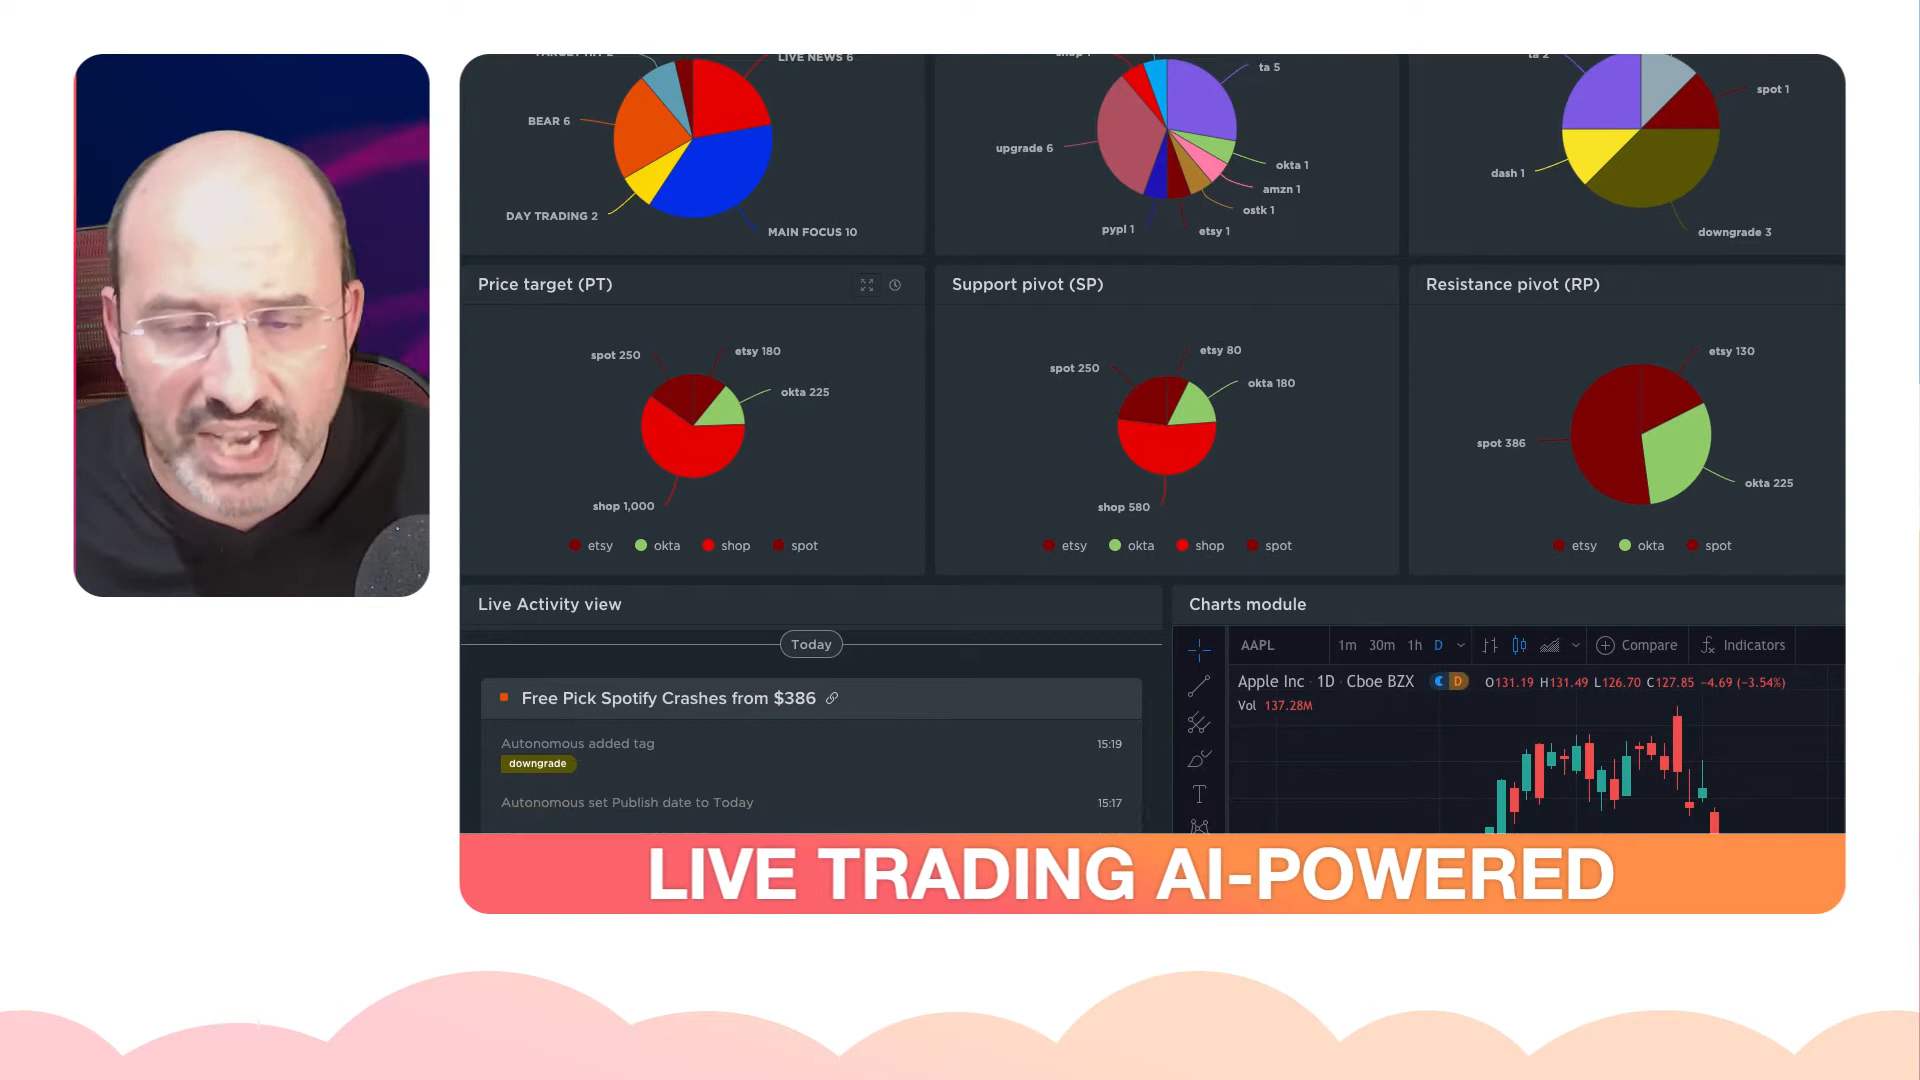 LIVE NEWS 6
BEAR 6
DAY TRADING 2
MAIN FOCUS 10
ta 5
upgrade 6
okta 1
amzn 1
ostk 1
pypl 1
etsy 1
ta 2
spot 1
dash 1
downgrade 3
Price target (PT)
spot 250
etsy 180
okta 225
shop 1,000
etsy okta shop spot
Support pivot (SP)
spot 250
etsy 80
okta 180
shop 580
etsy okta shop spot
Resistance pivot (RP)
etsy 130
spot 386
okta 225
etsy okta spot
Live Activity view
Today
Free Pick Spotify Crashes from $386
Autonomous added tag 15:19
downgrade
Autonomous set Publish date to Today 15:17
Charts module
AAPL 1m 30m 1h D Compare Indicators
Apple Inc · 1D · Cboe BZX D O131.19 H131.49 L126.70 C127.85 −4.69 (−3.54%)
Vol 137.28M
LIVE TRADING AI-POWERED